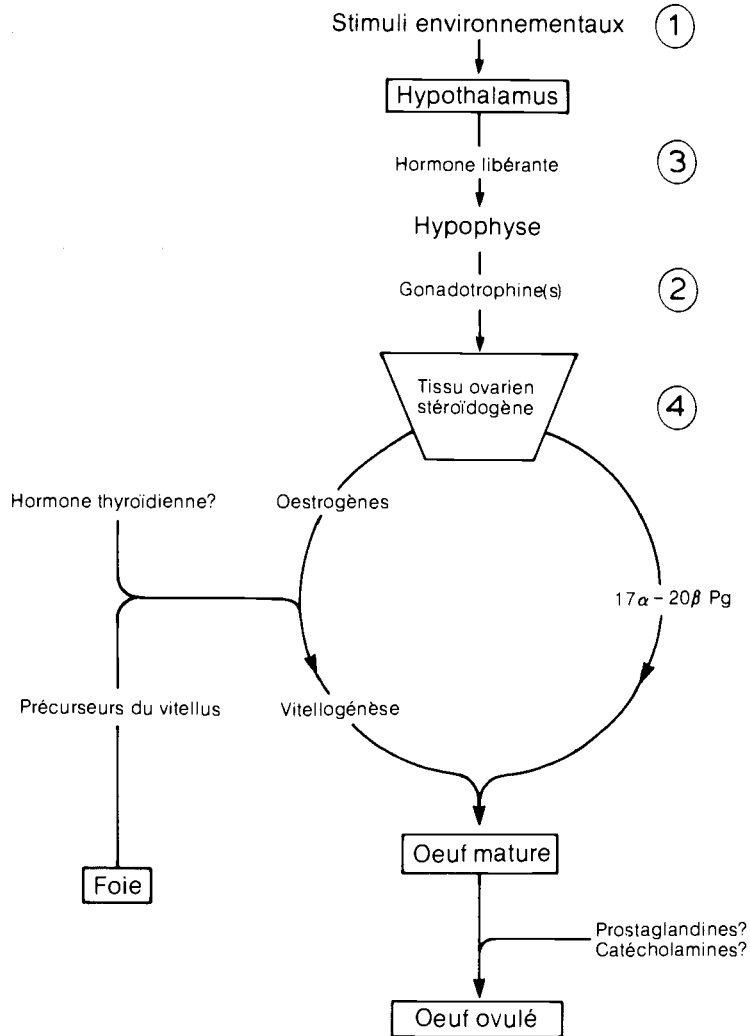 Stimuli environnementaux 1
Hypothalamus
Hormone libérante 3
Hypophyse
Gonadotrophine(s) 2
Tissu ovarien
stéroïdogène
4
Hormone thyroïdienne? Oestrogènes
17α – 20β Pg
Précurseurs du vitellus Vitellogénèse
Oeuf mature
Foie
Prostaglandines?
Catécholamines?
Oeuf ovulé